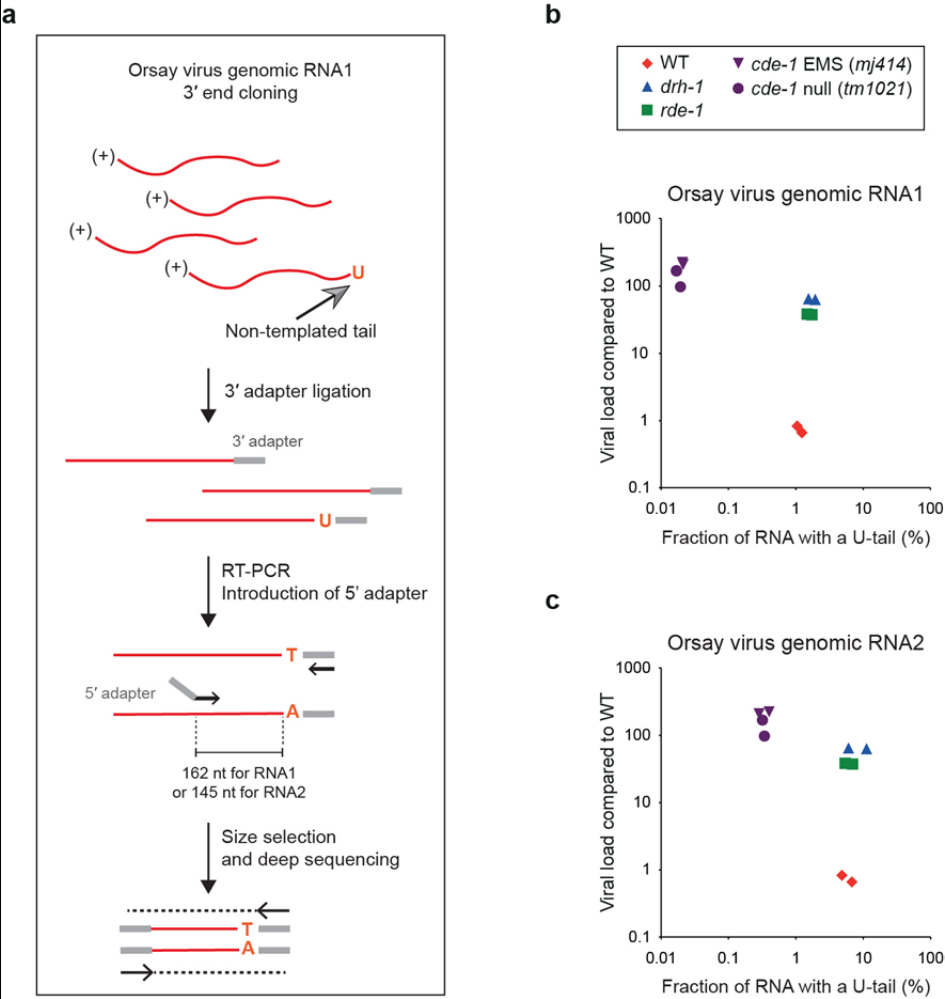 a
Orsay virus genomic RNA1
3′ end cloning
(+)
(+)
(+)
(+)
U
Non-templated tail
3′ adapter ligation
3′ adapter
U
RT-PCR
Introduction of 5' adapter
T
5′ adapter
A
162 nt for RNA1
or 145 nt for RNA2
Size selection
and deep sequencing
T
A
b
WT
drh-1
rde-1
cde-1 EMS (mj414)
cde-1 null (tm1021)
Orsay virus genomic RNA1
Viral load compared to WT
1000
100
10
1
0.1
0.01 0.1 1 10 100
Fraction of RNA with a U-tail (%)
c
Orsay virus genomic RNA2
Viral load compared to WT
1000
100
10
1
0.1
0.01 0.1 1 10 100
Fraction of RNA with a U-tail (%)